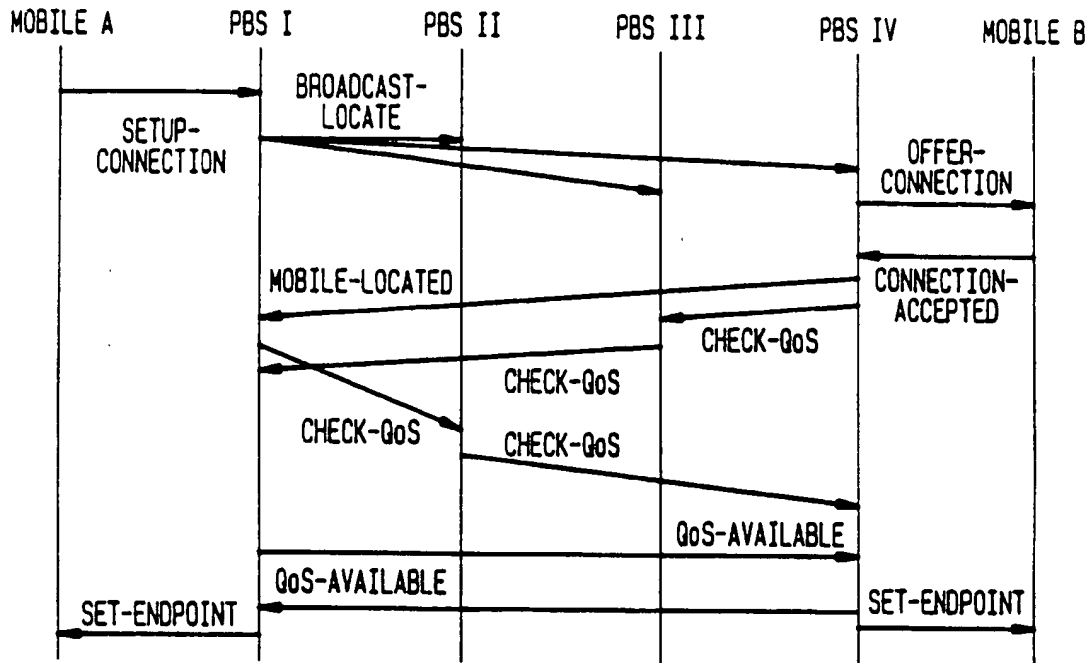 MOBILE A
PBS I
PBS II
PBS III
PBS IV
MOBILE B
BROADCAST-
LOCATE
SETUP-
CONNECTION
OFFER-
CONNECTION
MOBILE-LOCATED
CONNECTION-
ACCEPTED
CHECK-QoS
CHECK-QoS
CHECK-QoS
CHECK-QoS
QoS-AVAILABLE
QoS-AVAILABLE
SET-ENDPOINT
SET-ENDPOINT